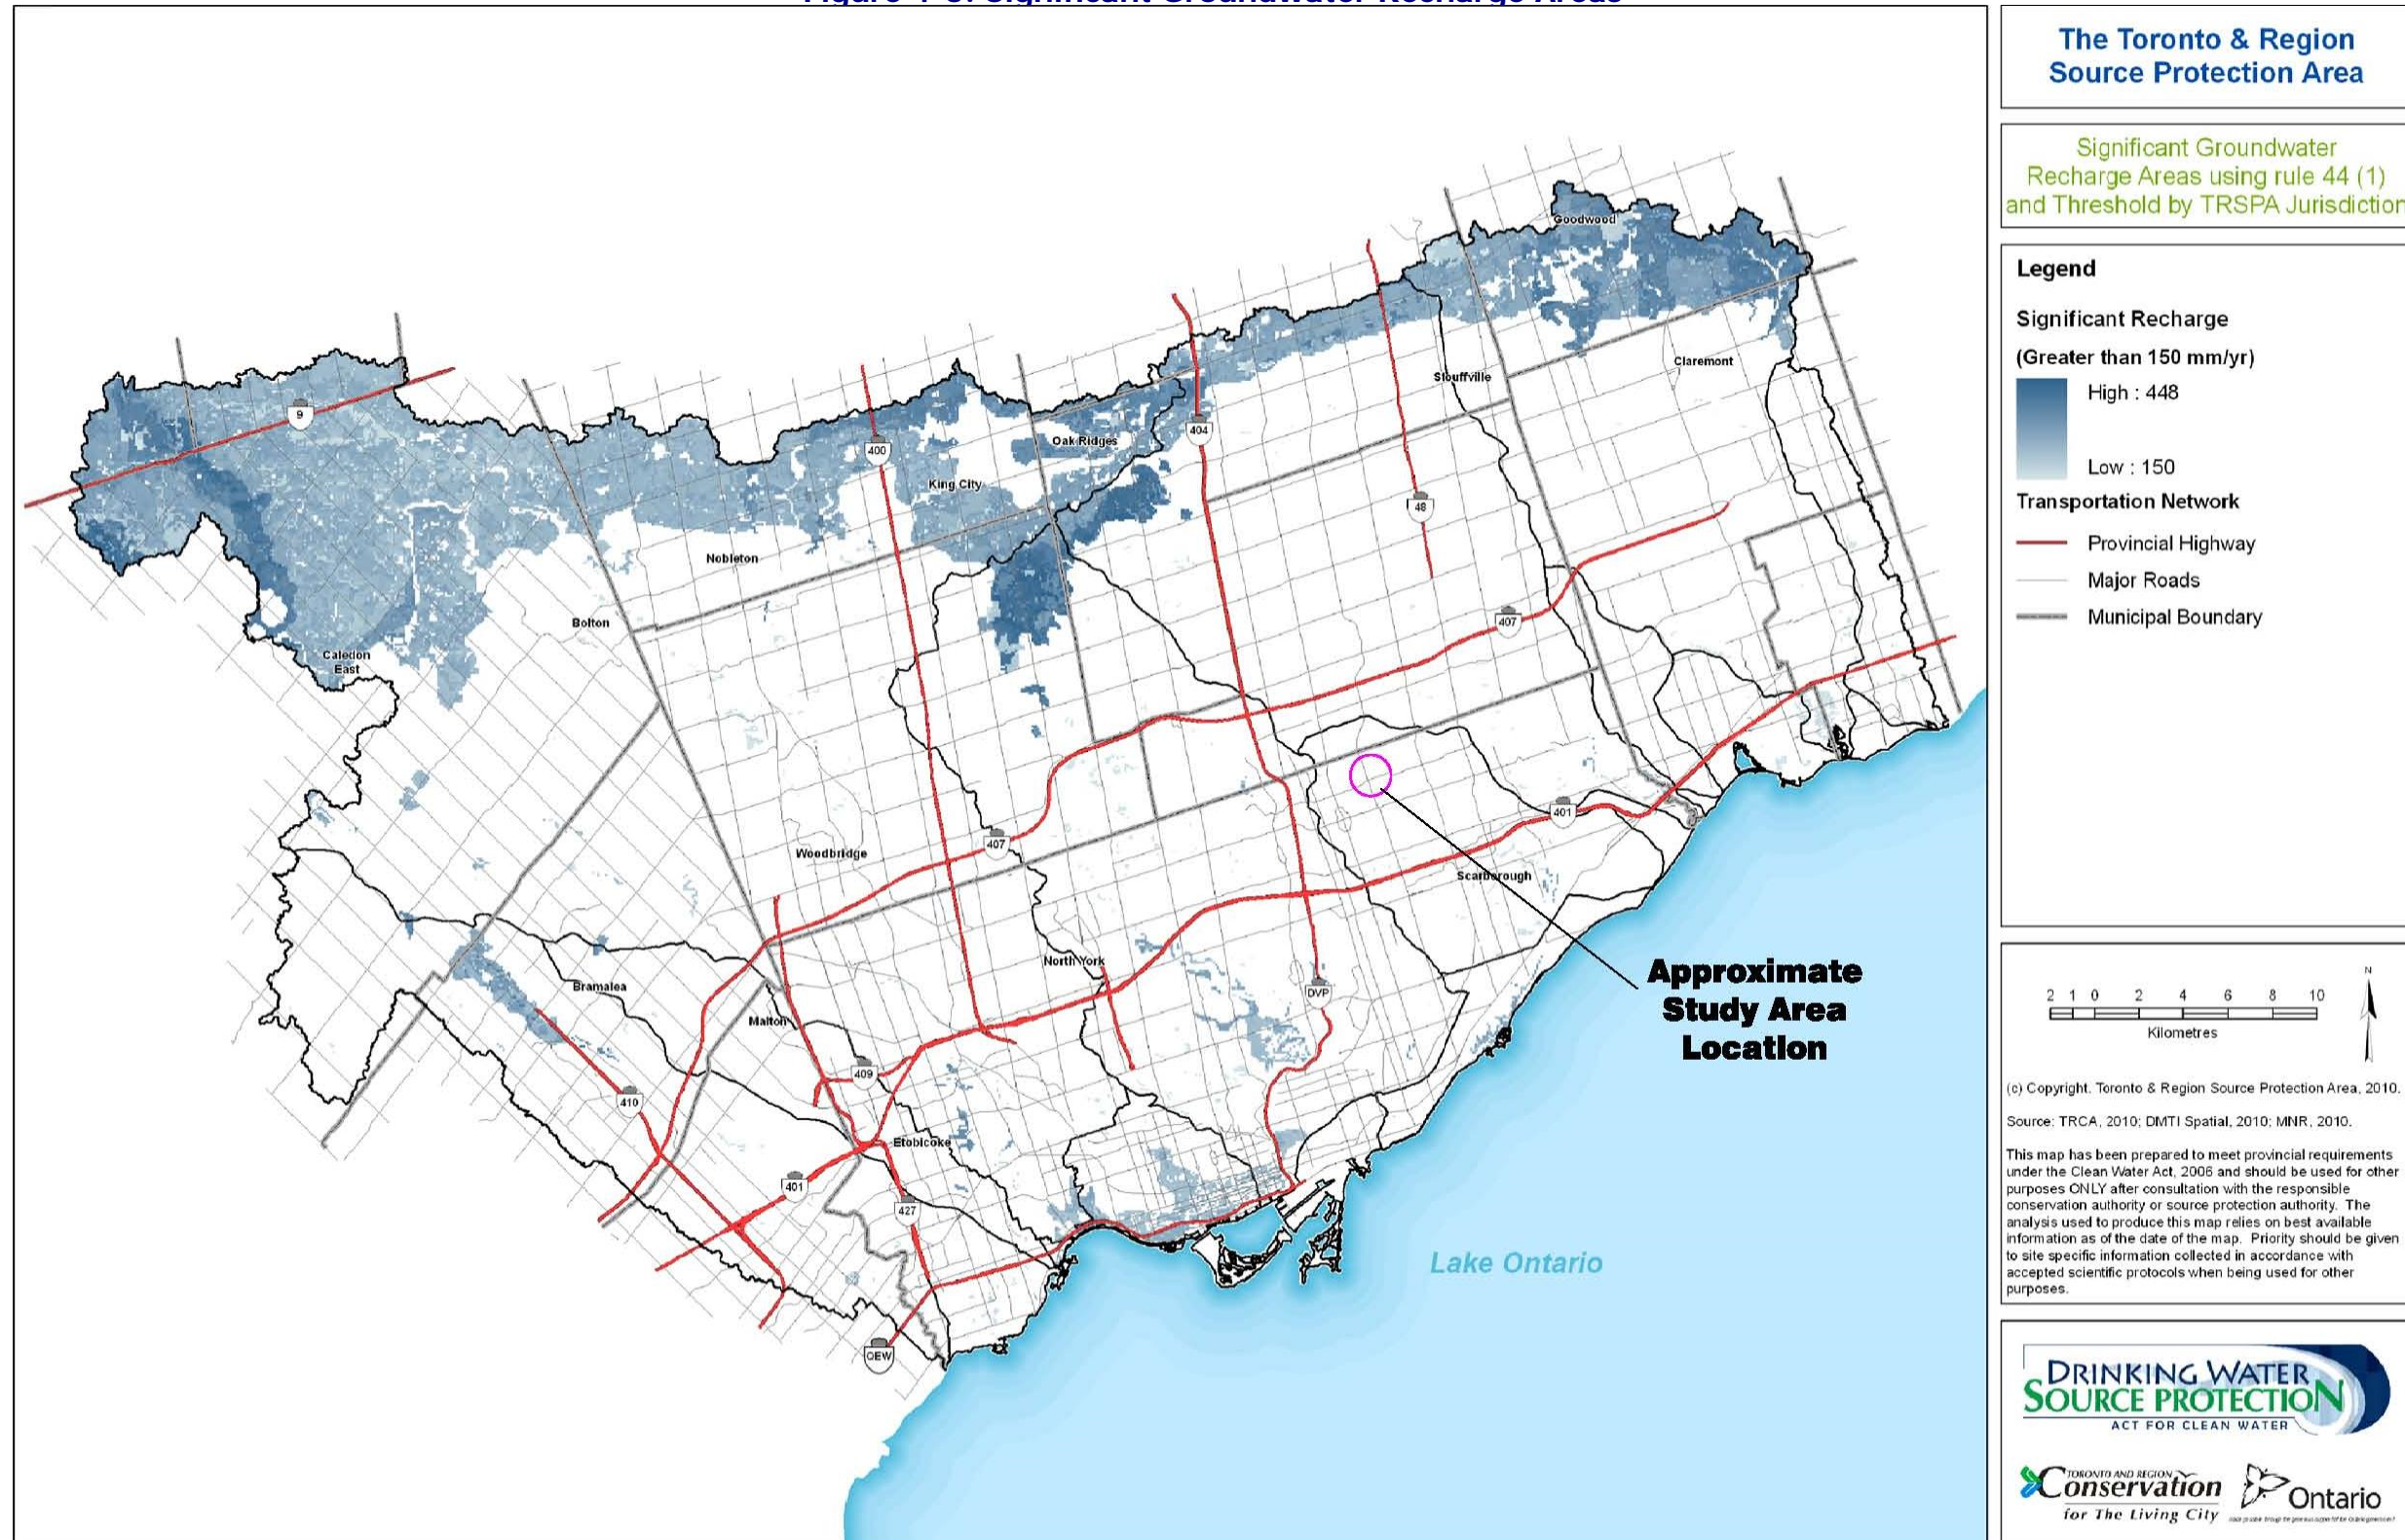 The Toronto & Region
Source Protection Area
Significant Groundwater
Recharge Areas using rule 44 (1)
and Threshold by TRSPA Jurisdiction
Legend
Significant Recharge
(Greater than 150 mm/yr)
High : 448
Low : 150
Transportation Network
Provincial Highway
Major Roads
Municipal Boundary
2 1 0 2 4 6 8 10
Kilometres
N
(c) Copyright. Toronto & Region Source Protection Area, 2010.
Source: TRCA, 2010; DMTI Spatial, 2010; MNR, 2010.
This map has been prepared to meet provincial requirements
under the Clean Water Act, 2006 and should be used for other
purposes ONLY after consultation with the responsible
conservation authority or source protection authority. The
analysis used to produce this map relies on best available
information as of the date of the map. Priority should be given
to site specific information collected in accordance with
accepted scientific protocols when being used for other
purposes.
DRINKING WATER
SOURCE PROTECTION
ACT FOR CLEAN WATER
TORONTO AND REGION
Conservation
for The Living City
Ontario
Goodwood
Claremont
Stouffville
9
404
Oak Ridges
400
King City
48
Nobleton
407
Bolton
Caledon
East
401
407
Woodbridge
Scarborough
North York
Approximate
Study Area
Location
Bramalea
DVP
Malton
409
410
Etobicoke
401
427
Lake Ontario
QEW